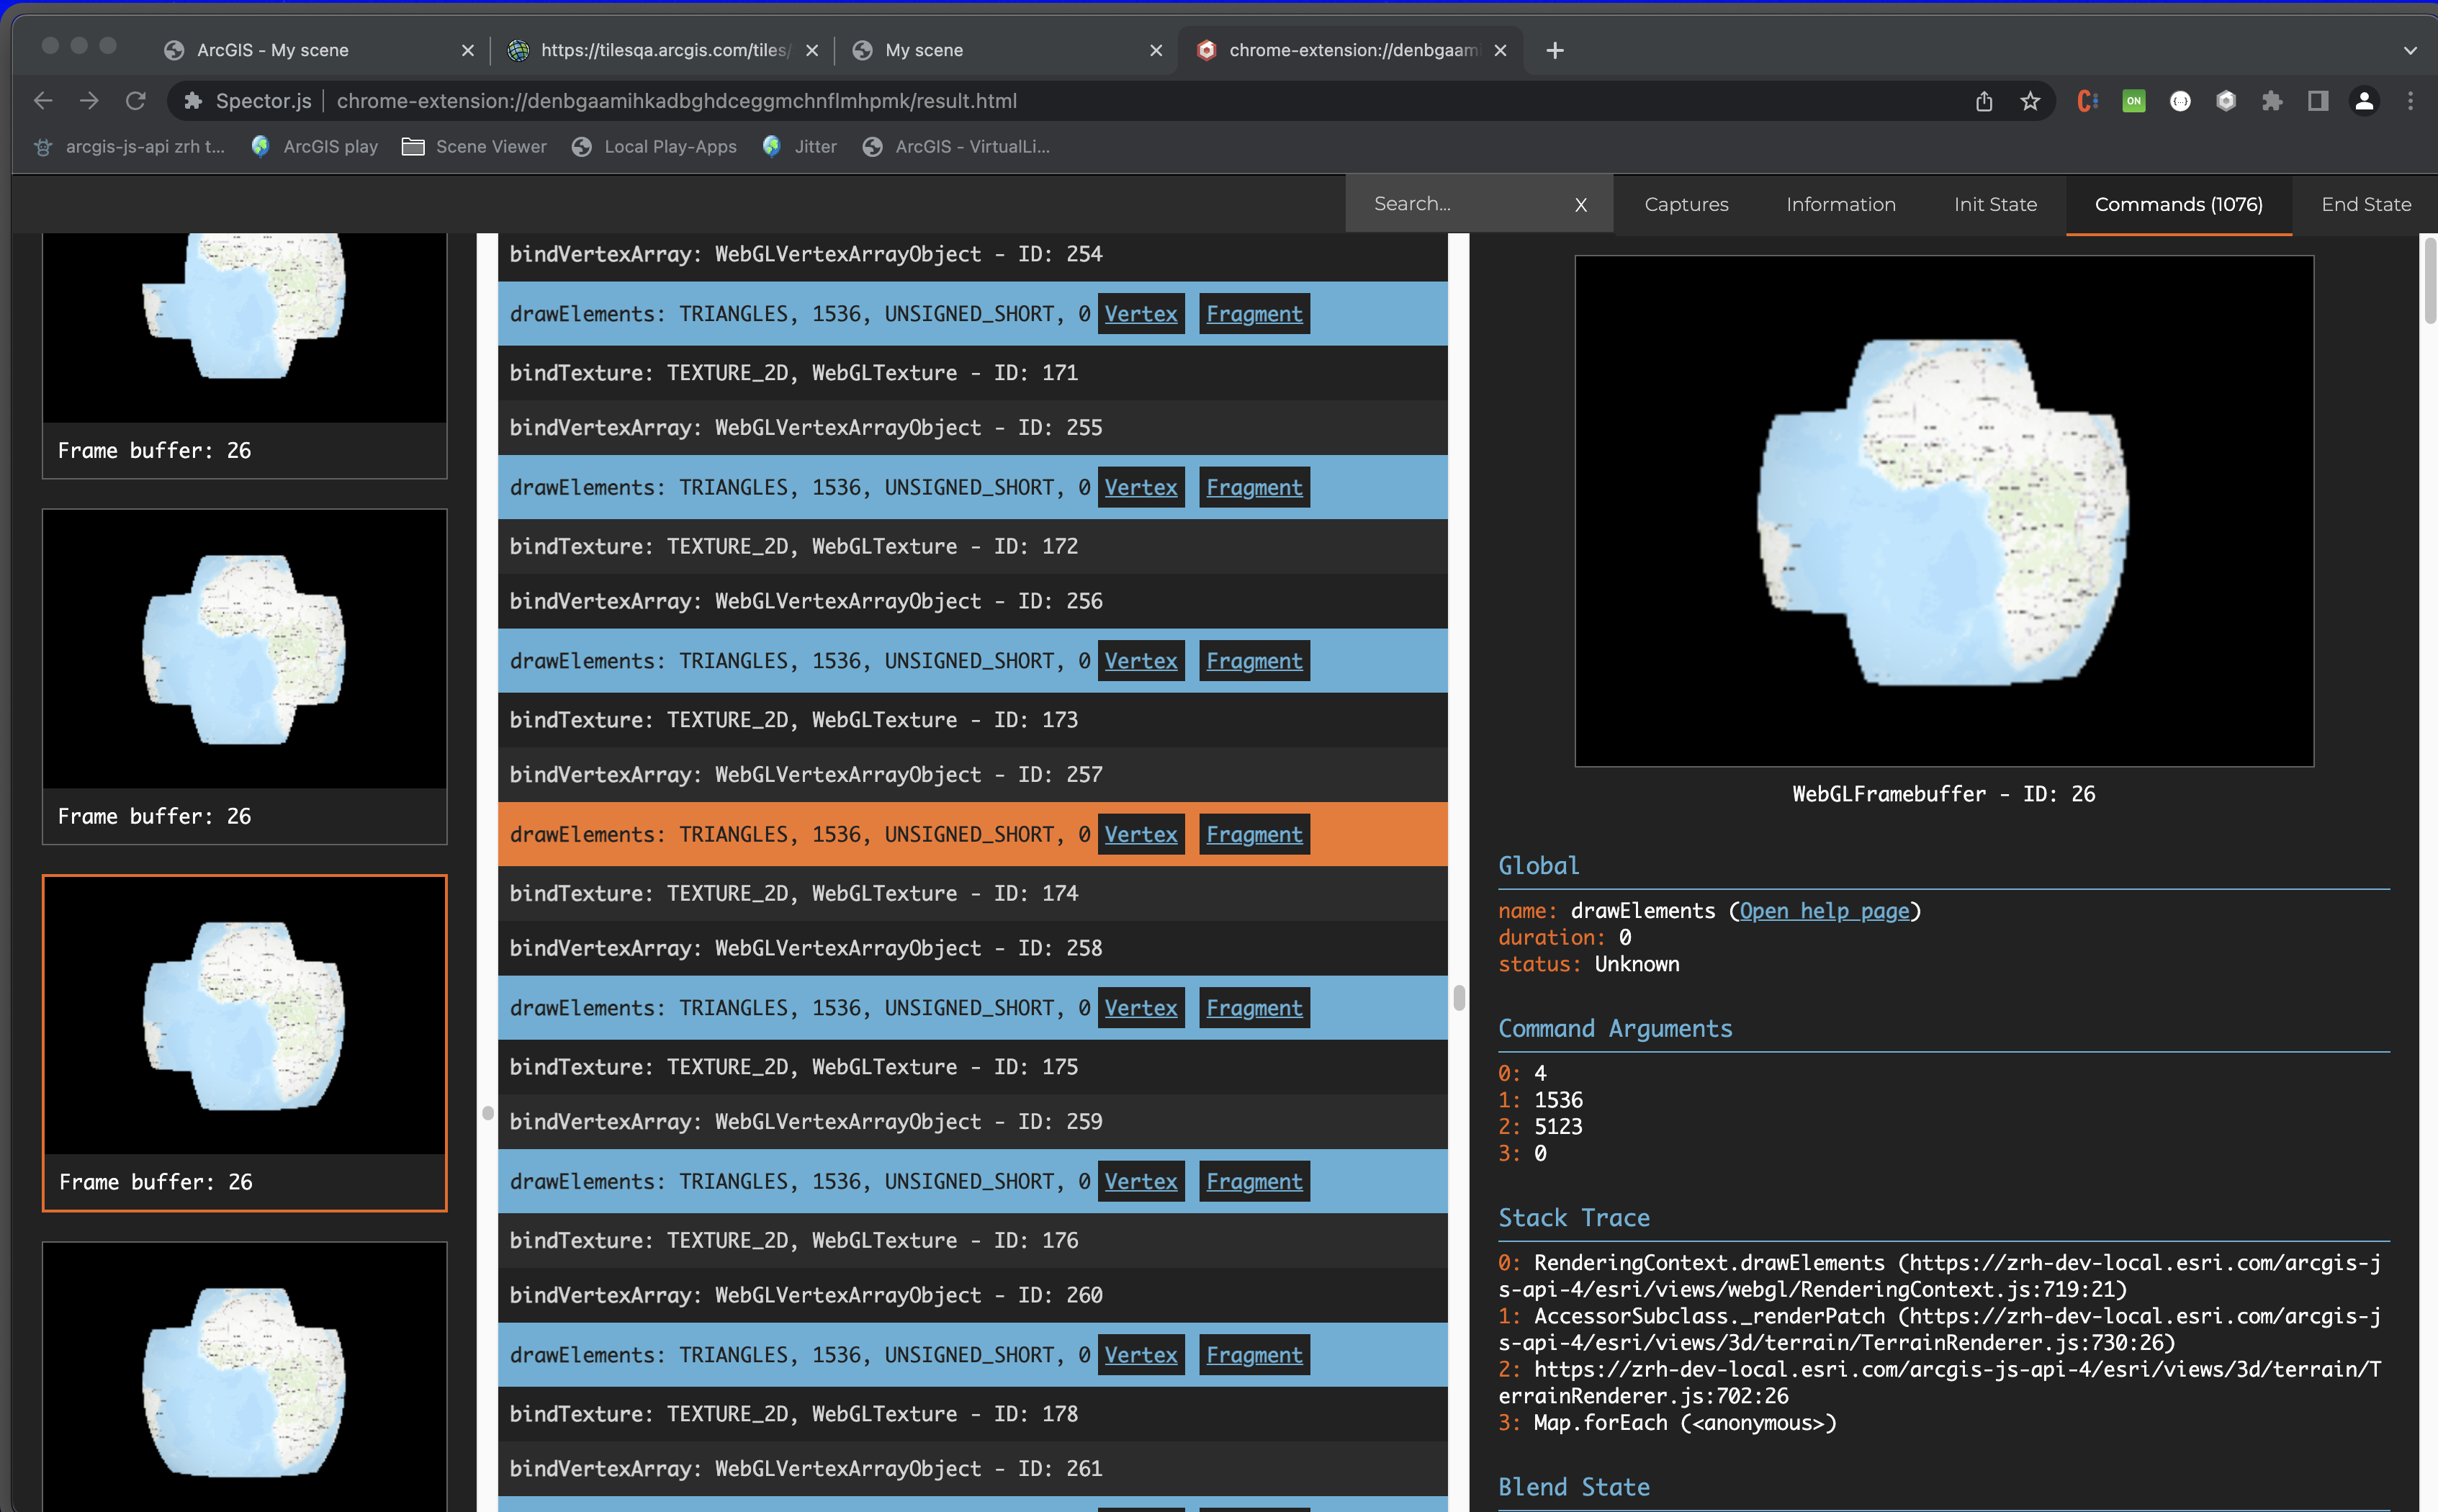 ArcGIS - My scene
https://tilesqa.arcgis.com/tiles/
My scene
chrome-extension://denbgaami
Spector.js
chrome-extension://denbgaamihkadbghdceggmchnflmhpmk/result.html
ON
arcgis-js-api zrh t...
ArcGIS play
Scene Viewer
Local Play-Apps
Jitter
ArcGIS - VirtualLi...
Search...
X
Captures
Information
Init State
Commands (1076)
End State
Frame buffer: 26
Frame buffer: 26
Frame buffer: 26
bindVertexArray: WebGLVertexArrayObject - ID: 254
drawElements: TRIANGLES, 1536, UNSIGNED_SHORT, 0 Vertex Fragment
bindTexture: TEXTURE_2D, WebGLTexture - ID: 171
bindVertexArray: WebGLVertexArrayObject - ID: 255
drawElements: TRIANGLES, 1536, UNSIGNED_SHORT, 0 Vertex Fragment
bindTexture: TEXTURE_2D, WebGLTexture - ID: 172
bindVertexArray: WebGLVertexArrayObject - ID: 256
drawElements: TRIANGLES, 1536, UNSIGNED_SHORT, 0 Vertex Fragment
bindTexture: TEXTURE_2D, WebGLTexture - ID: 173
bindVertexArray: WebGLVertexArrayObject - ID: 257
drawElements: TRIANGLES, 1536, UNSIGNED_SHORT, 0 Vertex Fragment
bindTexture: TEXTURE_2D, WebGLTexture - ID: 174
bindVertexArray: WebGLVertexArrayObject - ID: 258
drawElements: TRIANGLES, 1536, UNSIGNED_SHORT, 0 Vertex Fragment
bindTexture: TEXTURE_2D, WebGLTexture - ID: 175
bindVertexArray: WebGLVertexArrayObject - ID: 259
drawElements: TRIANGLES, 1536, UNSIGNED_SHORT, 0 Vertex Fragment
bindTexture: TEXTURE_2D, WebGLTexture - ID: 176
bindVertexArray: WebGLVertexArrayObject - ID: 260
drawElements: TRIANGLES, 1536, UNSIGNED_SHORT, 0 Vertex Fragment
bindTexture: TEXTURE_2D, WebGLTexture - ID: 178
bindVertexArray: WebGLVertexArrayObject - ID: 261
WebGLFramebuffer - ID: 26
Global
name: drawElements (Open help page)
duration: 0
status: Unknown
Command Arguments
0: 4
1: 1536
2: 5123
3: 0
Stack Trace
0: RenderingContext.drawElements (https://zrh-dev-local.esri.com/arcgis-j
s-api-4/esri/views/webgl/RenderingContext.js:719:21)
1: AccessorSubclass._renderPatch (https://zrh-dev-local.esri.com/arcgis-j
s-api-4/esri/views/3d/terrain/TerrainRenderer.js:730:26)
2: https://zrh-dev-local.esri.com/arcgis-js-api-4/esri/views/3d/terrain/T
errainRenderer.js:702:26
3: Map.forEach (<anonymous>)
Blend State